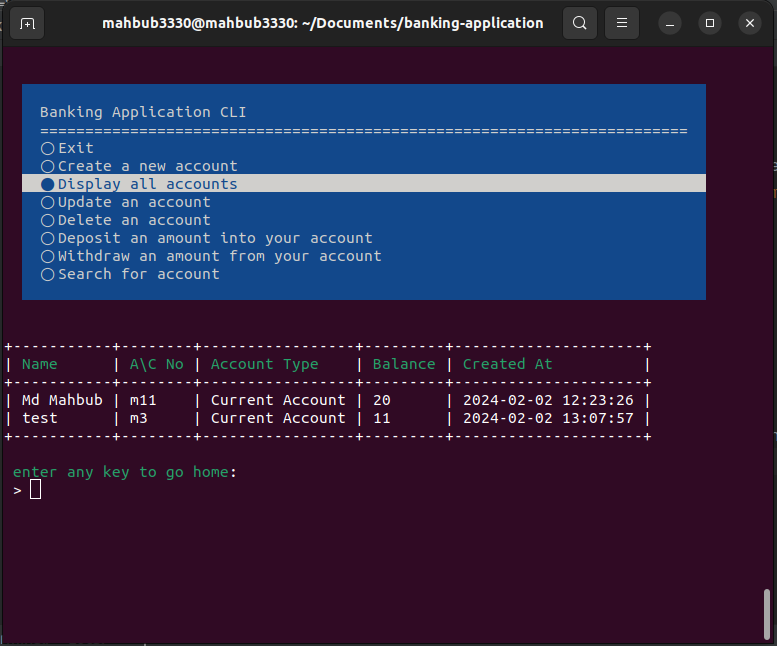 mahbub3330@mahbub3330: ~/Documents/banking-application
Banking Application CLI
========================================================================
Exit
Create a new account
Display all accounts
Update an account
Delete an account
Deposit an amount into your account
Withdraw an amount from your account
Search for account
+-----------+--------+-----------------+---------+---------------------+
| Name      | A\C No | Account Type    | Balance | Created At          |
+-----------+--------+-----------------+---------+---------------------+
| Md Mahbub | m11    | Current Account | 20      | 2024-02-02 12:23:26 |
| test      | m3     | Current Account | 11      | 2024-02-02 13:07:57 |
+-----------+--------+-----------------+---------+---------------------+
enter any key to go home:
>